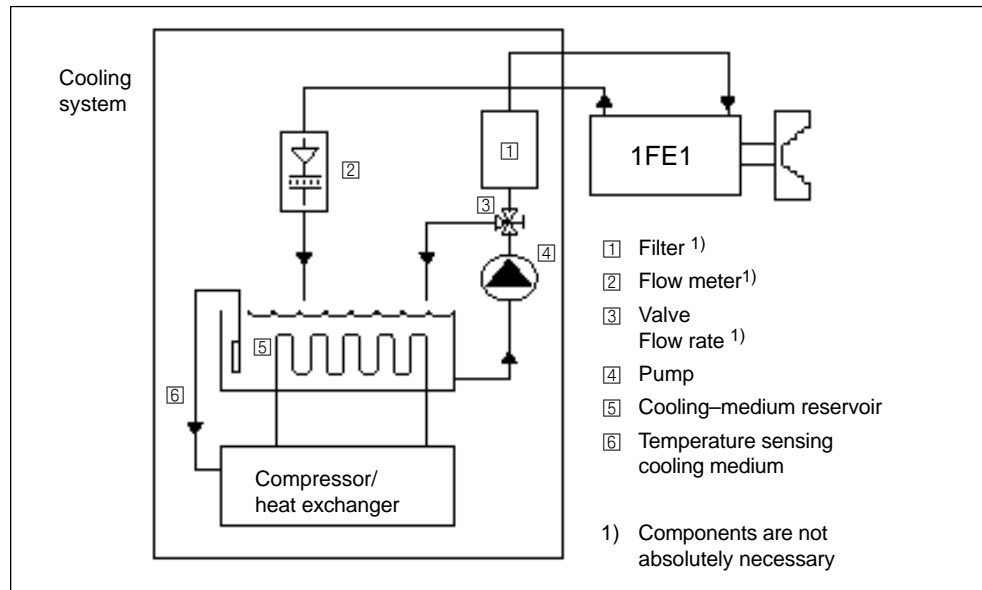 Cooling
system
1
1FE1
2
3
4
5
6
Compressor/
heat exchanger
1 Filter 1)
2 Flow meter1)
3 Valve
Flow rate 1)
4 Pump
5 Cooling–medium reservoir
6 Temperature sensing
cooling medium
1) Components are not
absolutely necessary